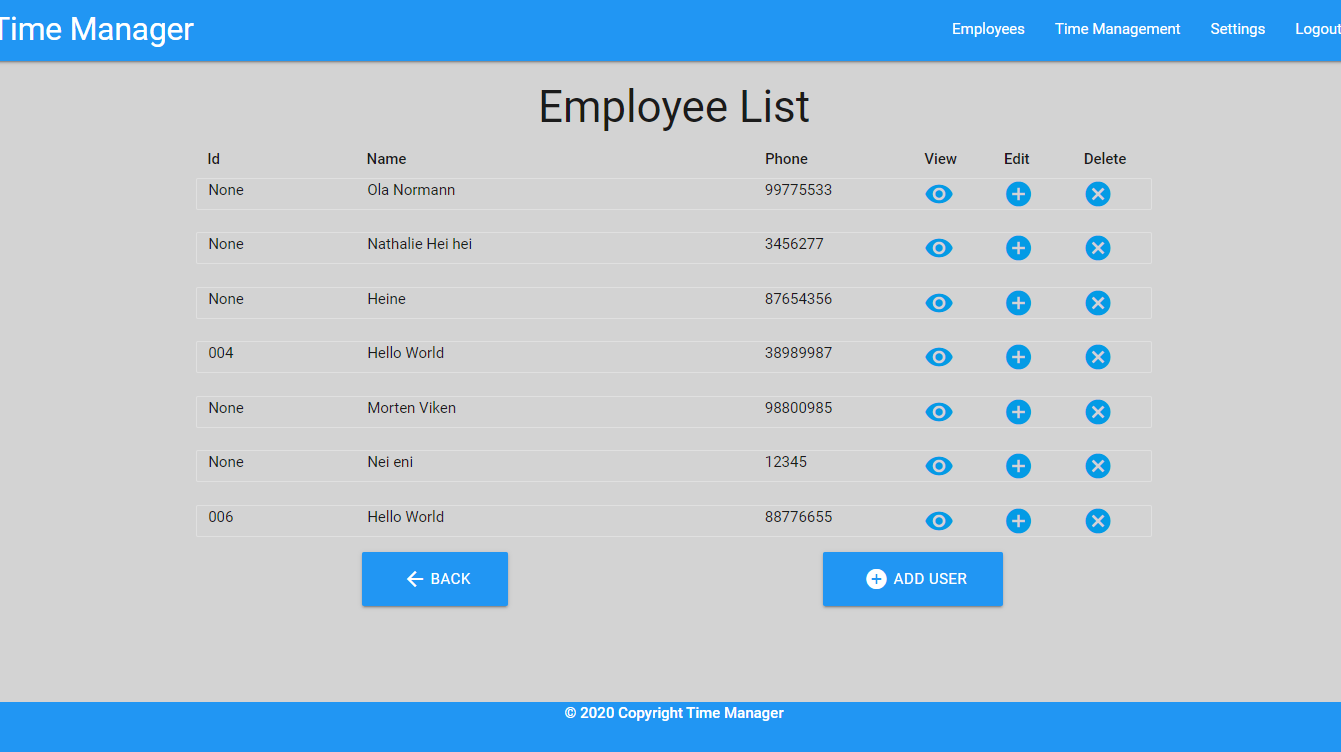 Time Manager Employees Time Management Settings Logout
Employee List
Id Name Phone View Edit Delete
None Ola Normann 99775533
None Nathalie Hei hei 3456277
None Heine 87654356
004 Hello World 38989987
None Morten Viken 98800985
None Nei eni 12345
006 Hello World 88776655
BACK ADD USER
© 2020 Copyright Time Manager